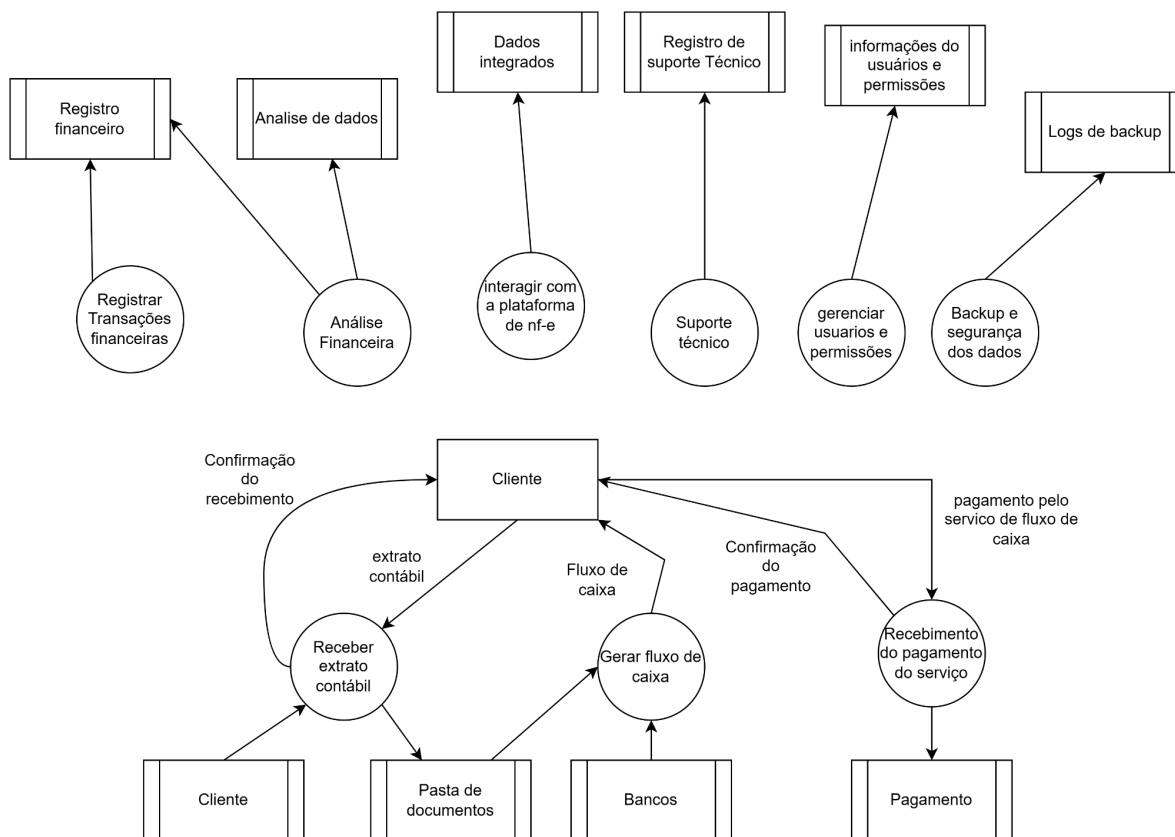 Dados
integrados
Registro de
suporte Técnico
informações do
usuários e
permissões
Registro
financeiro
Analise de dados
Logs de backup
Registrar
Transações
financeiras
Análise
Financeira
interagir com
a plataforma
de nf-e
Suporte
técnico
gerenciar
usuarios e
permissões
Backup e
segurança
dos dados
Confirmação
do
recebimento
Cliente
pagamento pelo
servico de fluxo de
caixa
extrato
contábil
Fluxo de
caixa
Confirmação
do
pagamento
Receber
extrato
contábil
Gerar fluxo de
caixa
Recebimento
do pagamento
do serviço
Cliente
Pasta de
documentos
Bancos
Pagamento